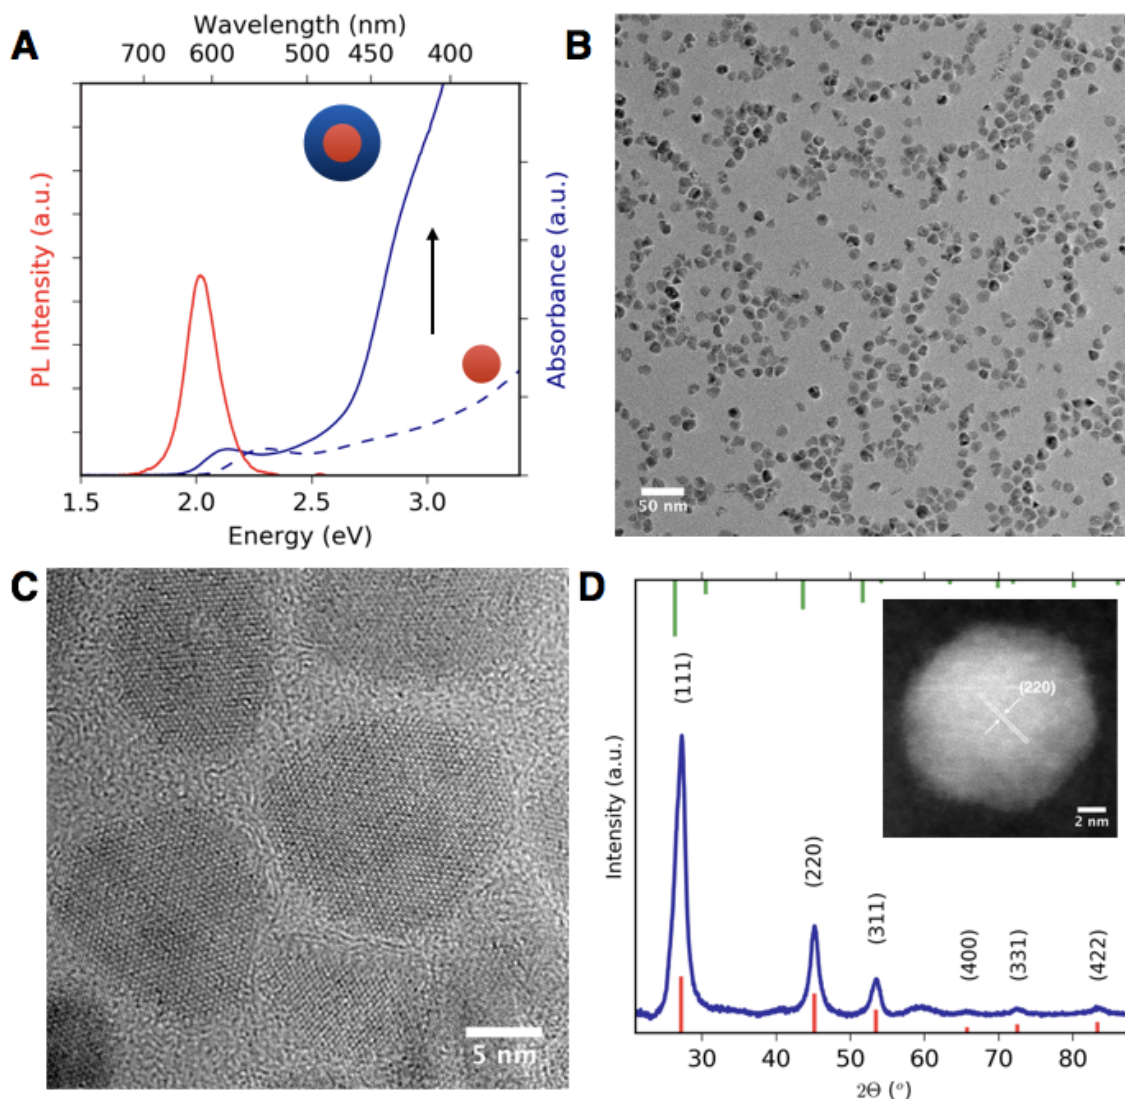 A
Wavelength (nm)
700 600 500 450 400
PL Intensity (a.u.)
Absorbance (a.u.)
1.5 2.0 2.5 3.0
Energy (eV)
B
50 nm
C
5 nm
D
(111)
(220)
(311)
(400)
(331)
(422)
(220)
2 nm
Intensity (a.u.)
30 40 50 60 70 80
2Θ (°)